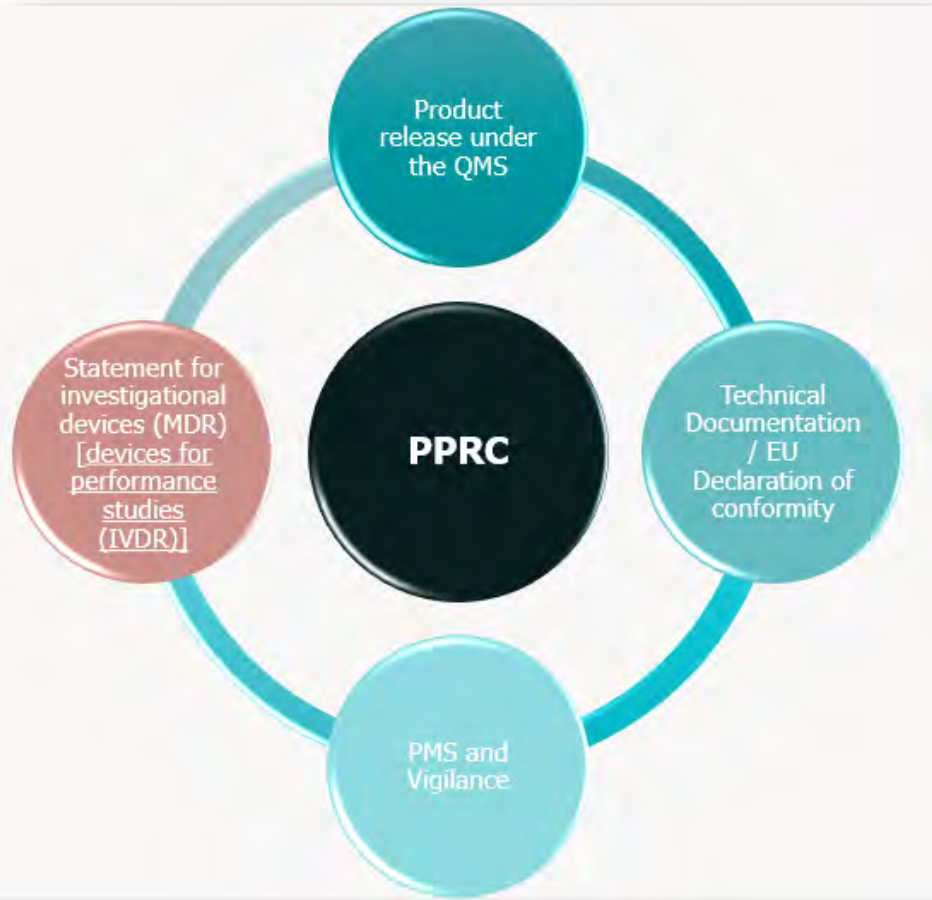 Product
release under
the QMS
Statement for
investigational
devices (MDR)
[devices for
performance
studies
(IVDR)]
PPRC
Technical
Documentation
/ EU
Declaration of
conformity
PMS and
Vigilance